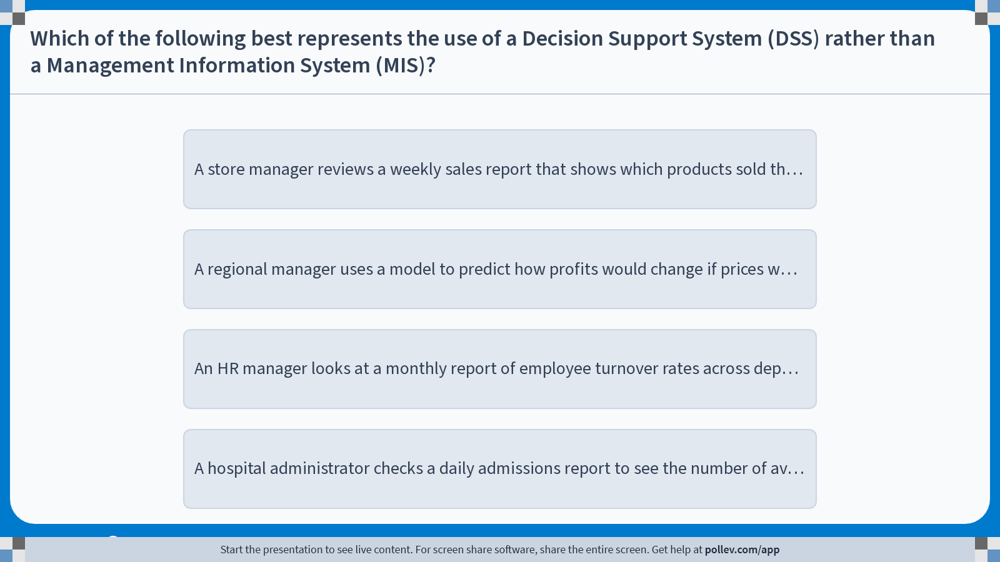 Which of the following best represents the use of a Decision Support System (DSS) rather than
a Management Information System (MIS)?
A store manager reviews a weekly sales report that shows which products sold th…
A regional manager uses a model to predict how profits would change if prices w…
An HR manager looks at a monthly report of employee turnover rates across dep…
A hospital administrator checks a daily admissions report to see the number of av…
Start the presentation to see live content. For screen share software, share the entire screen. Get help at pollev.com/app